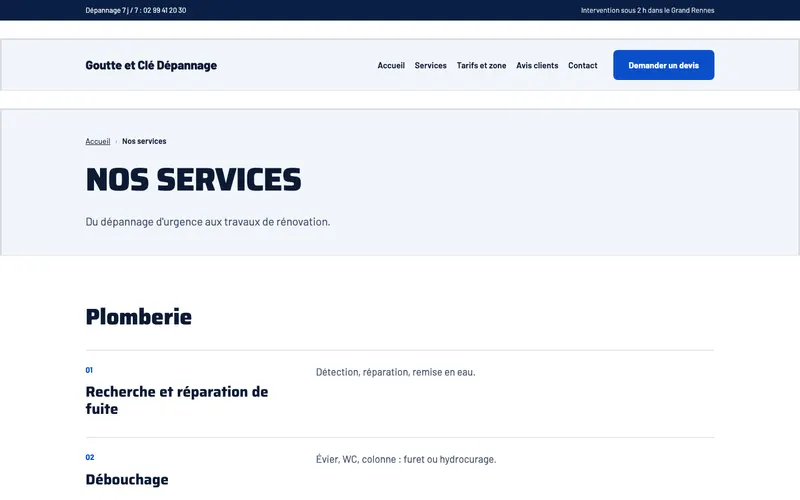 Dépannage 7 j / 7 : 02 99 41 20 30
Intervention sous 2 h dans le Grand Rennes
Goutte et Clé Dépannage
Accueil
Services
Tarifs et zone
Avis clients
Contact
Demander un devis
Accueil › Nos services
NOS SERVICES
Du dépannage d'urgence aux travaux de rénovation.
Plomberie
01
Recherche et réparation de
fuite
Détection, réparation, remise en eau.
02
Débouchage
Évier, WC, colonne : furet ou hydrocurage.